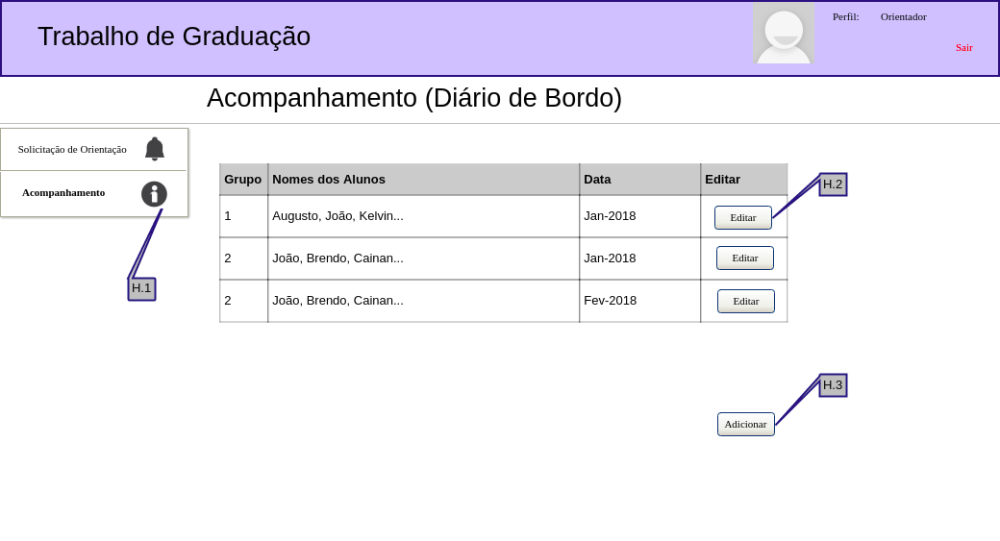 Trabalho de Graduação
Perfil: Orientador
Sair
Acompanhamento (Diário de Bordo)
Solicitação de Orientação
Acompanhamento
H.1
Grupo Nomes dos Alunos Data Editar
1 Augusto, João, Kelvin... Jan-2018 Editar
2 João, Brendo, Cainan... Jan-2018 Editar
2 João, Brendo, Cainan... Fev-2018 Editar
H.2
H.3
Adicionar